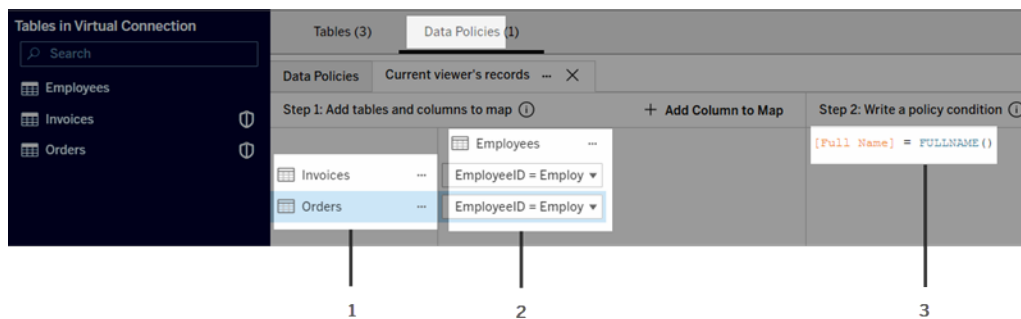 Tables in Virtual Connection
Search
Employees
Invoices
Orders
Tables (3)
Data Policies (1)
Data Policies
Current viewer's records ...
Step 1: Add tables and columns to map
+ Add Column to Map
Step 2: Write a policy condition
Employees ...
[Full Name] = FULLNAME()
Invoices ...
EmployeeID = Employ
Orders ...
EmployeeID = Employ
1
2
3